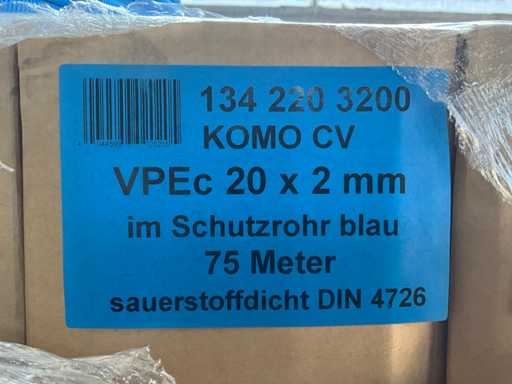 134 220 3200
KOMO CV
VPEc 20 x 2 mm
im Schutzrohr blau
75 Meter
sauerstoffdicht DIN 4726